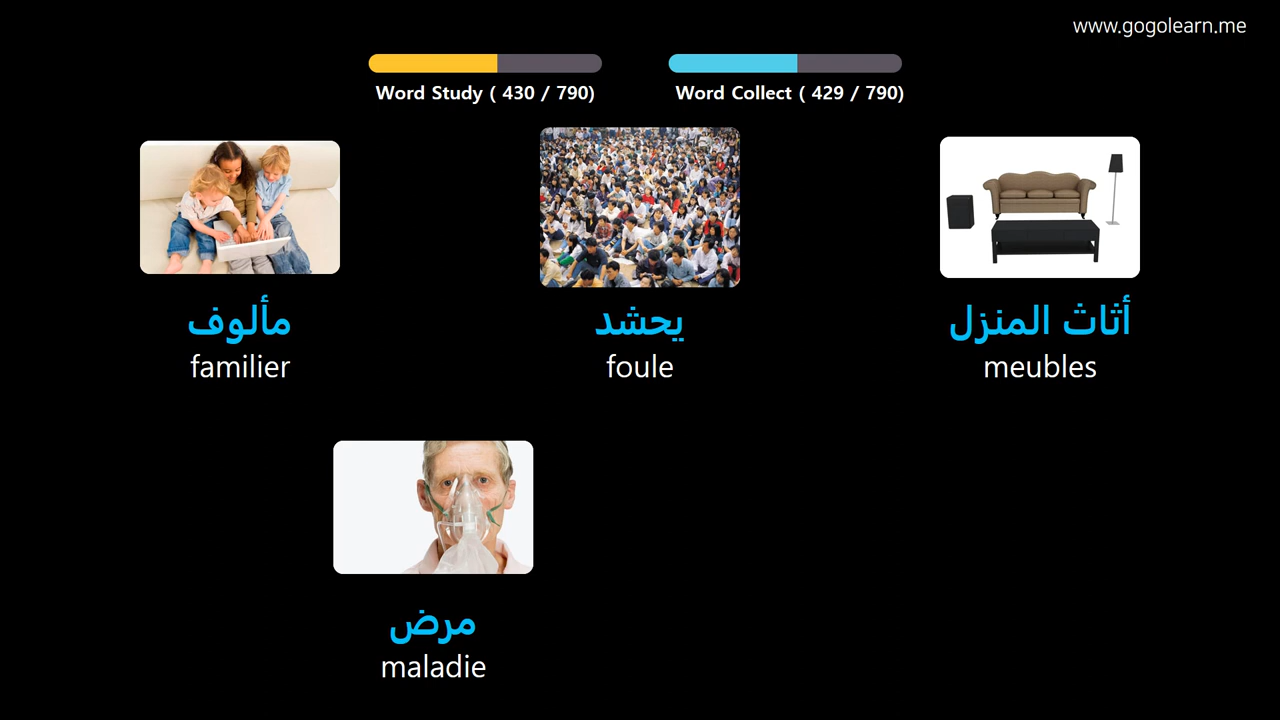 www.gogolearn.me
Word Study ( 430 / 790)
Word Collect ( 429 / 790)
مألوف
familier
يحشد
foule
أثاث المنزل
meubles
مرض
maladie